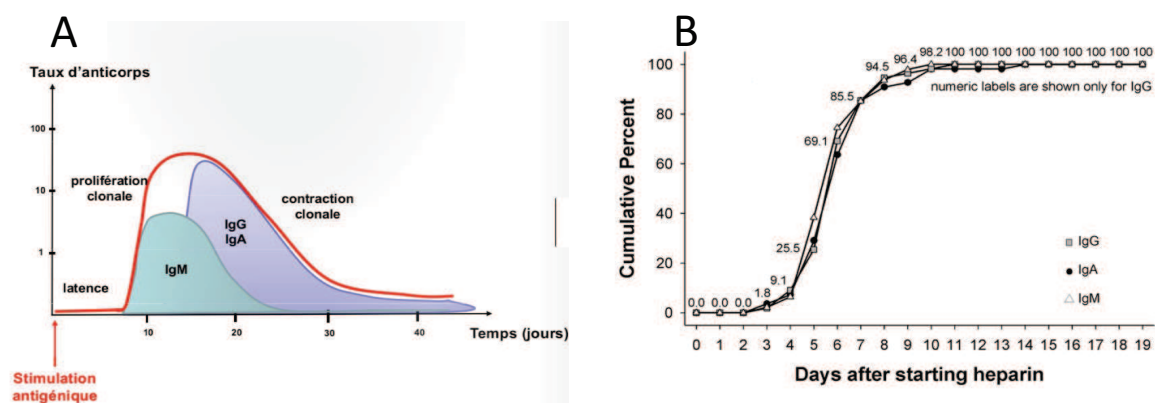 A
Taux d’anticorps
100
10
1
prolifération
clonale
contraction
clonale
IgG
IgA
IgM
latence
10
20
30
40
Temps (jours)
Stimulation
antigénique
B
Cumulative Percent
100
80
60
40
20
0
0.0 0.0 0.0 1.8 9.1 25.5 69.1 85.5 94.5 96.4 98.2 100 100 100 100 100 100 100 100 100
numeric labels are shown only for IgG
IgG
IgA
IgM
0 1 2 3 4 5 6 7 8 9 10 11 12 13 14 15 16 17 18 19
Days after starting heparin